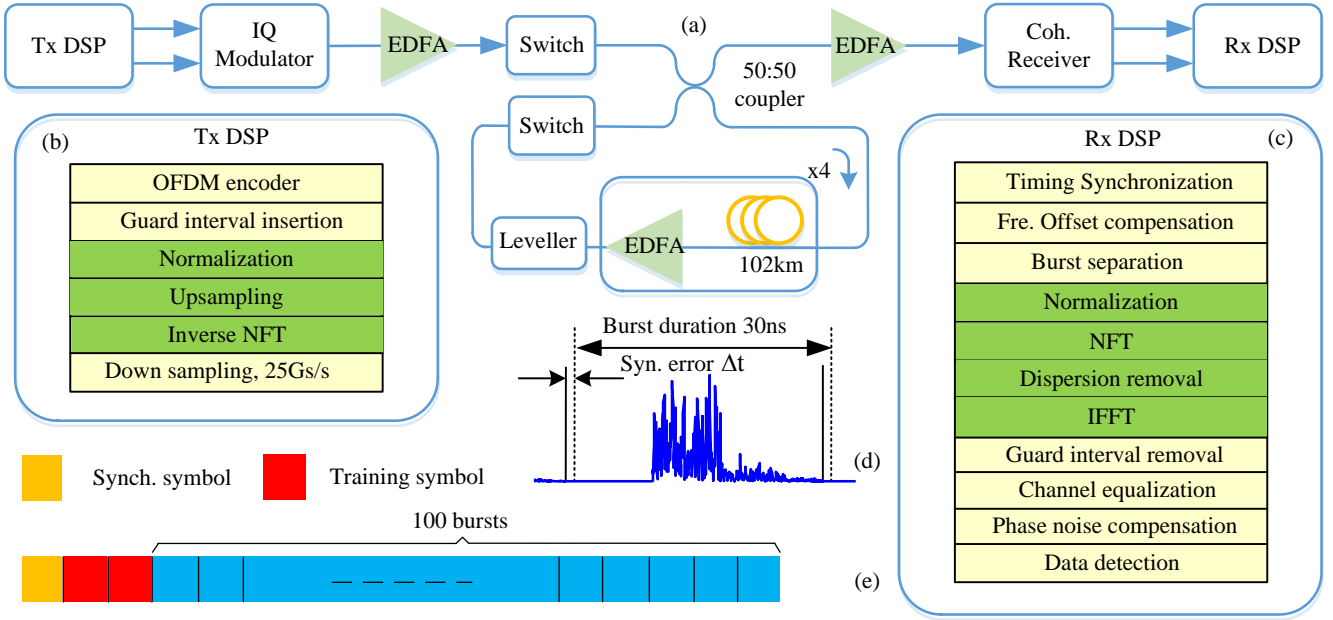 (a)
Tx DSP
IQ
Modulator
EDFA
Switch
50:50
coupler
EDFA
Coh.
Receiver
Rx DSP
Switch
x4
Leveller
EDFA
102km
(b)
Tx DSP
OFDM encoder
Guard interval insertion
Normalization
Upsampling
Inverse NFT
Down sampling, 25Gs/s
Rx DSP
(c)
Timing Synchronization
Fre. Offset compensation
Burst separation
Normalization
NFT
Dispersion removal
IFFT
Guard interval removal
Channel equalization
Phase noise compensation
Data detection
Burst duration 30ns
Syn. error Δt
(d)
Synch. symbol
Training symbol
100 bursts
(e)